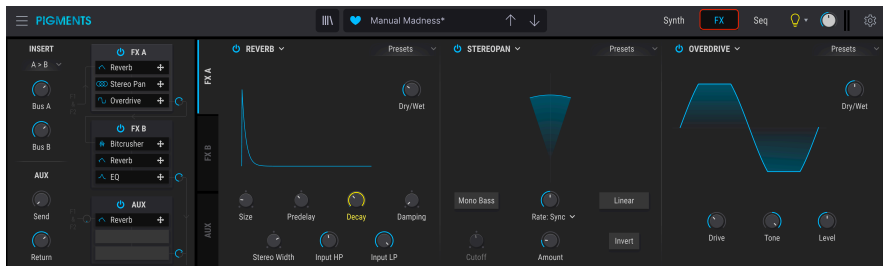 PIGMENTS
Manual Madness*
Synth FX Seq
INSERT
A > B
Bus A
Bus B
AUX
Send
Return
FX A
Reverb
Stereo Pan
Overdrive
FX B
Bitcrusher
Reverb
EQ
AUX
Reverb
FX A
FX B
AUX
REVERB Presets
Dry/Wet
Size Predelay Decay Damping
Stereo Width Input HP Input LP
STEREOPAN Presets
Mono Bass Rate: Sync Linear
Cutoff Amount Invert
OVERDRIVE Presets
Dry/Wet
Drive Tone Level